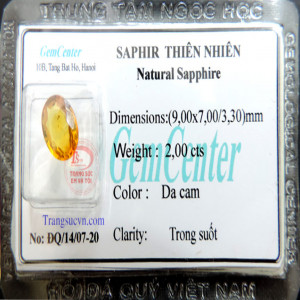 TRUNG TÂM NGỌC HỌC
GemCenter
10B, Tang Bat Ho, Hanoi
SAPHIR THIÊN NHIÊN
Natural Sapphire
Dimensions:(9,00x7,00/3,30)mm
GemCenter
Weight : 2,00 cts
Color : Da cam
Trangsucvn.com
No: ĐQ/14/07-20
Clarity: Trong suốt
HỘI ĐÁ QUÝ VIỆT NAM